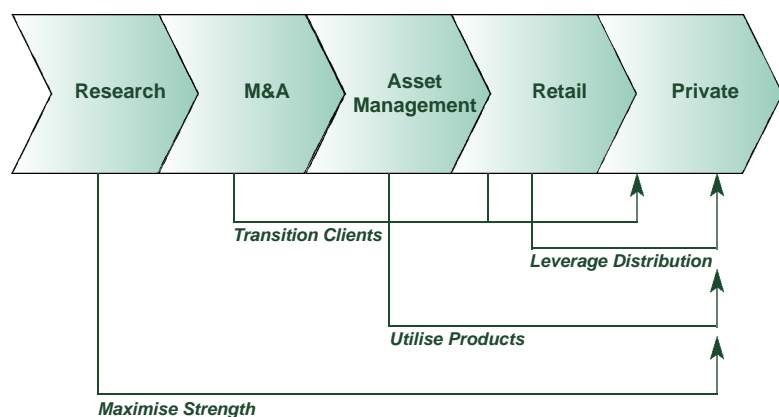 Research
M&A
Asset
Management
Retail
Private
Transition Clients
Leverage Distribution
Utilise Products
Maximise Strength